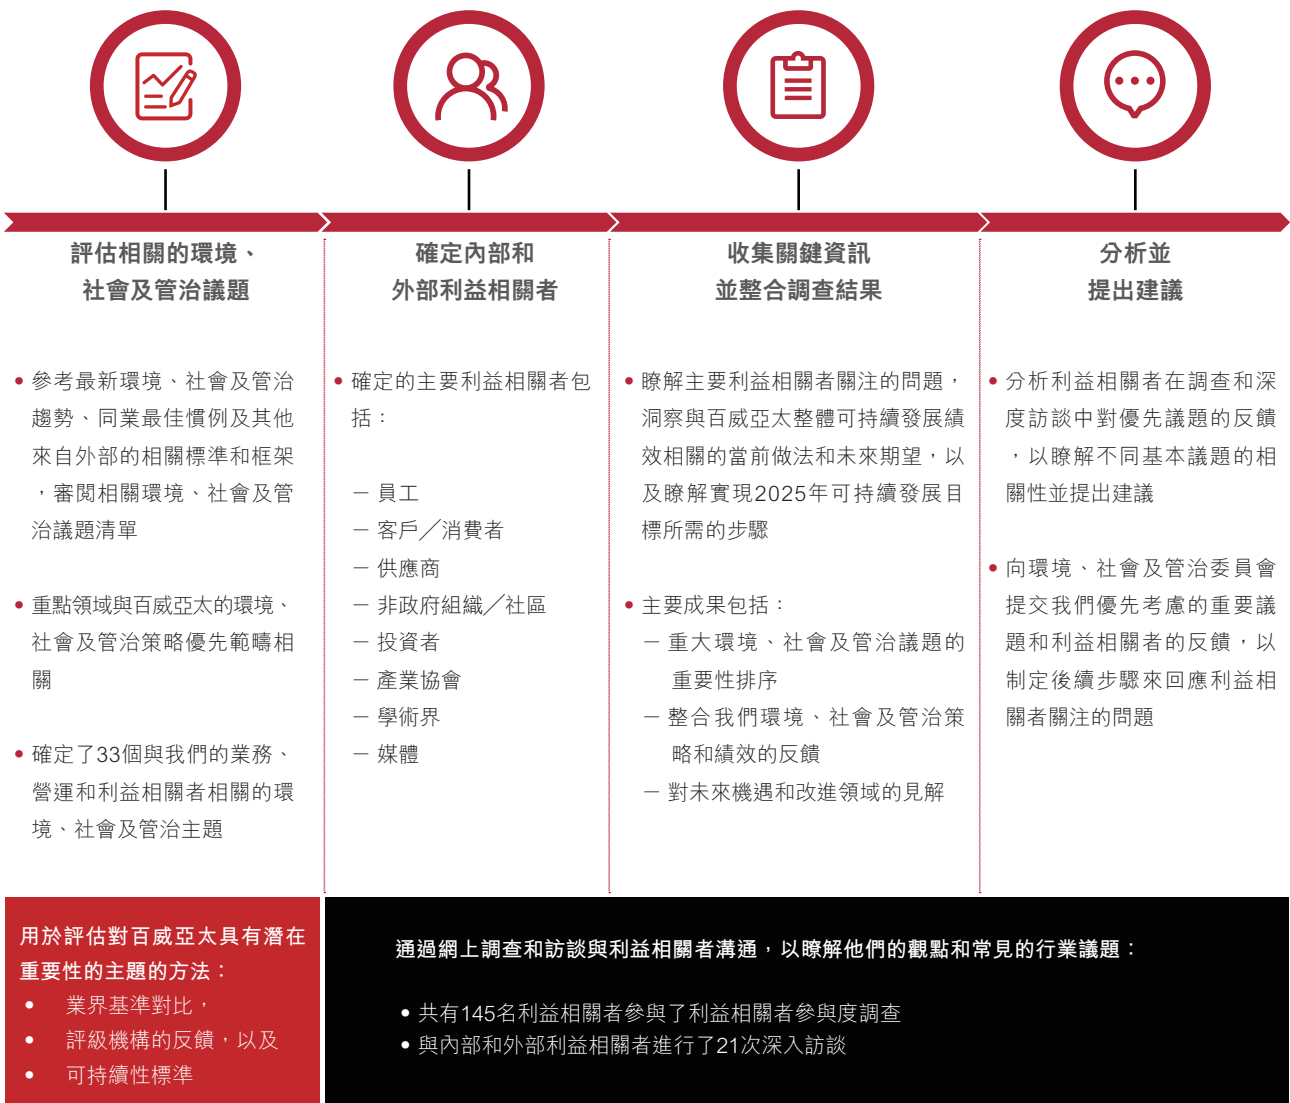 評估相關的環境、
社會及管治議題
• 參考最新環境、社會及管治
趨勢、同業最佳慣例及其他
來自外部的相關標準和框架
，審閱相關環境、社會及管
治議題清單
• 重點領域與百威亞太的環境、
社會及管治策略優先範疇相
關
• 確定了33個與我們的業務、
營運和利益相關者相關的環
境、社會及管治主題
確定內部和
外部利益相關者
• 確定的主要利益相關者包
括：
－ 員工
－ 客戶／消費者
－ 供應商
－ 非政府組織／社區
－ 投資者
－ 產業協會
－ 學術界
－ 媒體
收集關鍵資訊
並整合調查結果
• 瞭解主要利益相關者關注的問題，
洞察與百威亞太整體可持續發展績
效相關的當前做法和未來期望，以
及瞭解實現2025年可持續發展目
標所需的步驟
• 主要成果包括：
－ 重大環境、社會及管治議題的
重要性排序
－ 整合我們環境、社會及管治策
略和績效的反饋
－ 對未來機遇和改進領域的見解
分析並
提出建議
• 分析利益相關者在調查和深
度訪談中對優先議題的反饋
，以瞭解不同基本議題的相
關性並提出建議
• 向環境、社會及管治委員會
提交我們優先考慮的重要議
題和利益相關者的反饋，以
制定後續步驟來回應利益相
關者關注的問題
用於評估對百威亞太具有潛在
重要性的主題的方法：
• 業界基準對比，
• 評級機構的反饋，以及
• 可持續性標準
通過網上調查和訪談與利益相關者溝通，以瞭解他們的觀點和常見的行業議題：
• 共有145名利益相關者參與了利益相關者參與度調查
• 與內部和外部利益相關者進行了21次深入訪談